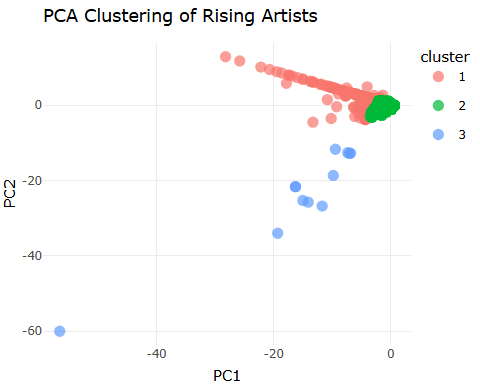 PCA Clustering of Rising Artists
cluster
1
2
3
0
-20
-40
-60
PC2
-40
-20
0
PC1